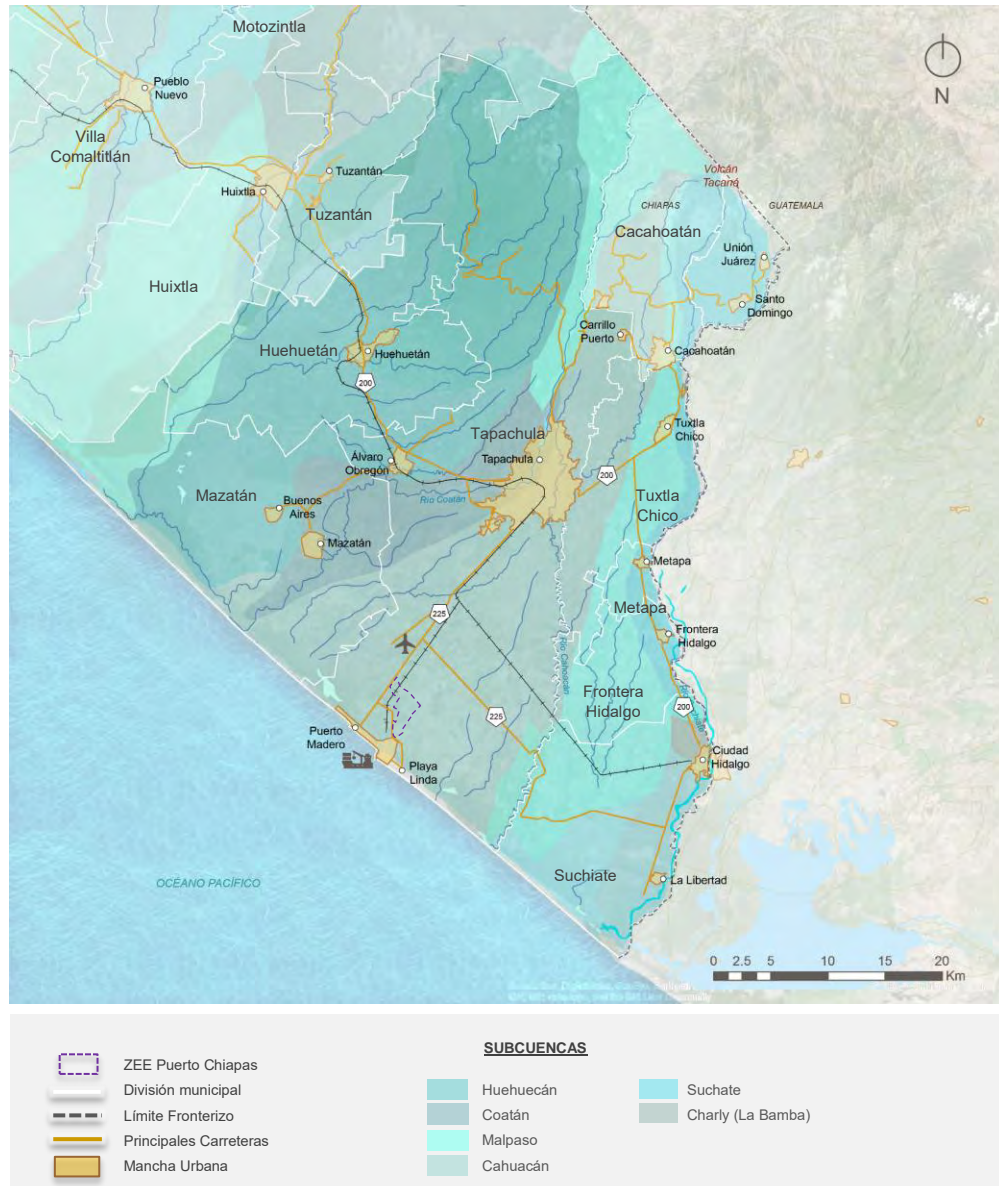 Motozintla
N
Pueblo
Nuevo
Villa
Comaltitlán
Volcán
Tacaná
Tuzantán
Huixtla
CHIAPAS
GUATEMALA
Tuzantán
Cacahoatán
Unión
Juárez
Huixtla
Santo
Domingo
Carrillo
Puerto
Huehuetán
Huehuetán
Cacahoatán
200
Tuxtla
Chico
Tapachula
Álvaro
Obregón
Tapachula
200
Mazatán
Buenos
Aires
Río Coatán
Tuxtla
Chico
Mazatán
Metapa
Metapa
225
Frontera
Hidalgo
Río Cahoacán
Frontera
Hidalgo
200
225
Puerto
Madero
Ciudad
Hidalgo
Playa
Linda
Suchiate
La Libertad
OCÉANO PACÍFICO
0 2.5 5 10 15 20
Km
SUBCUENCAS
ZEE Puerto Chiapas
División municipal
Límite Fronterizo
Principales Carreteras
Mancha Urbana
Huehuecán
Coatán
Malpaso
Cahuacán
Suchate
Charly (La Bamba)